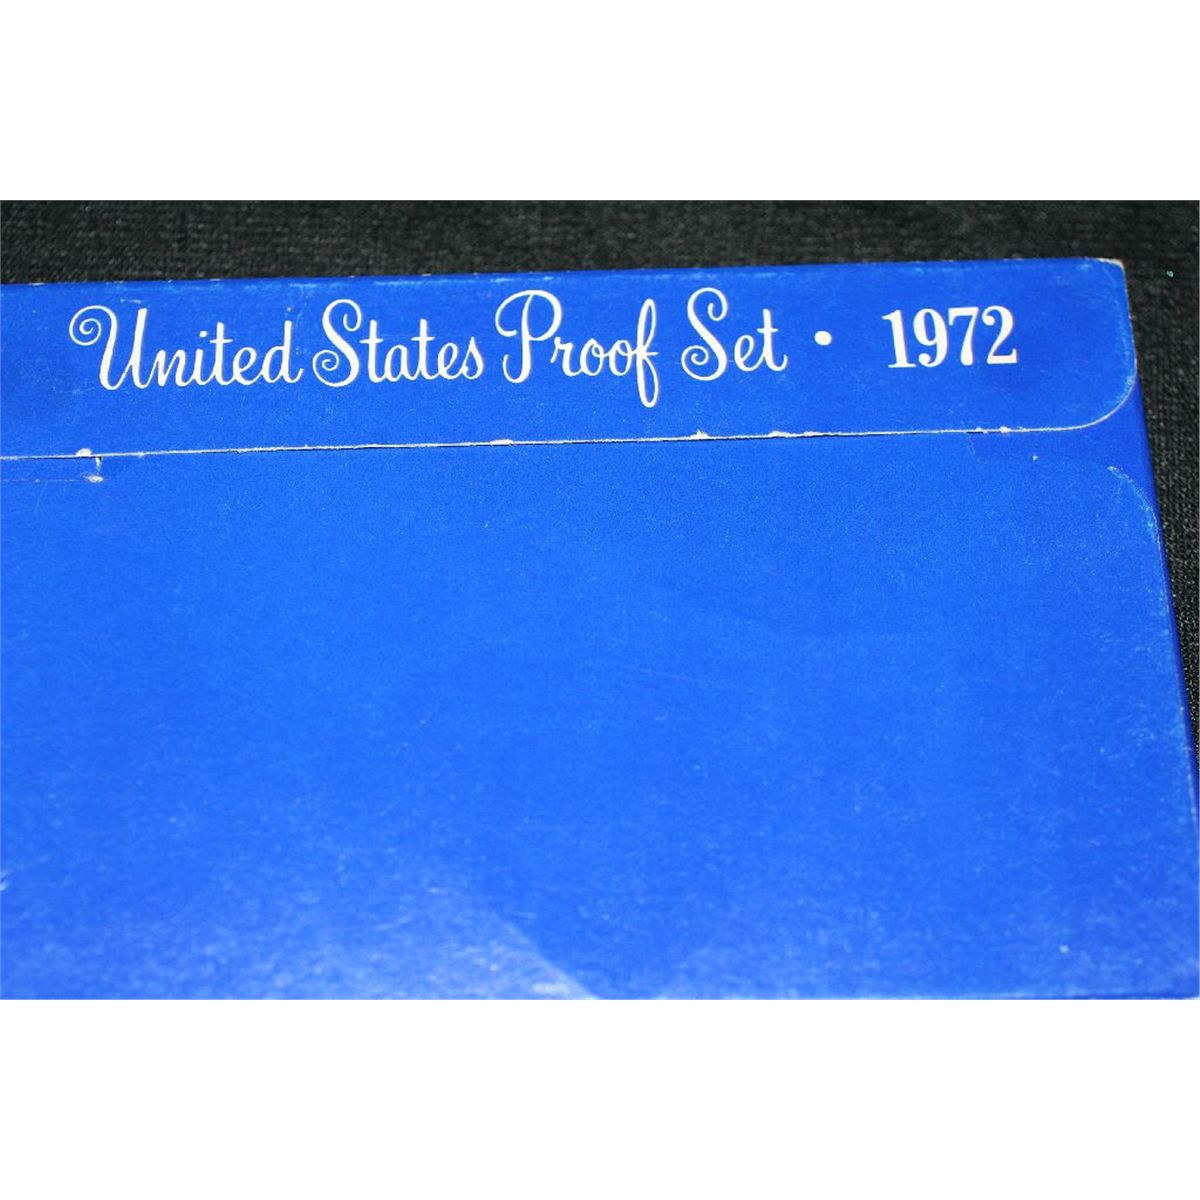 United States Proof Set • 1972